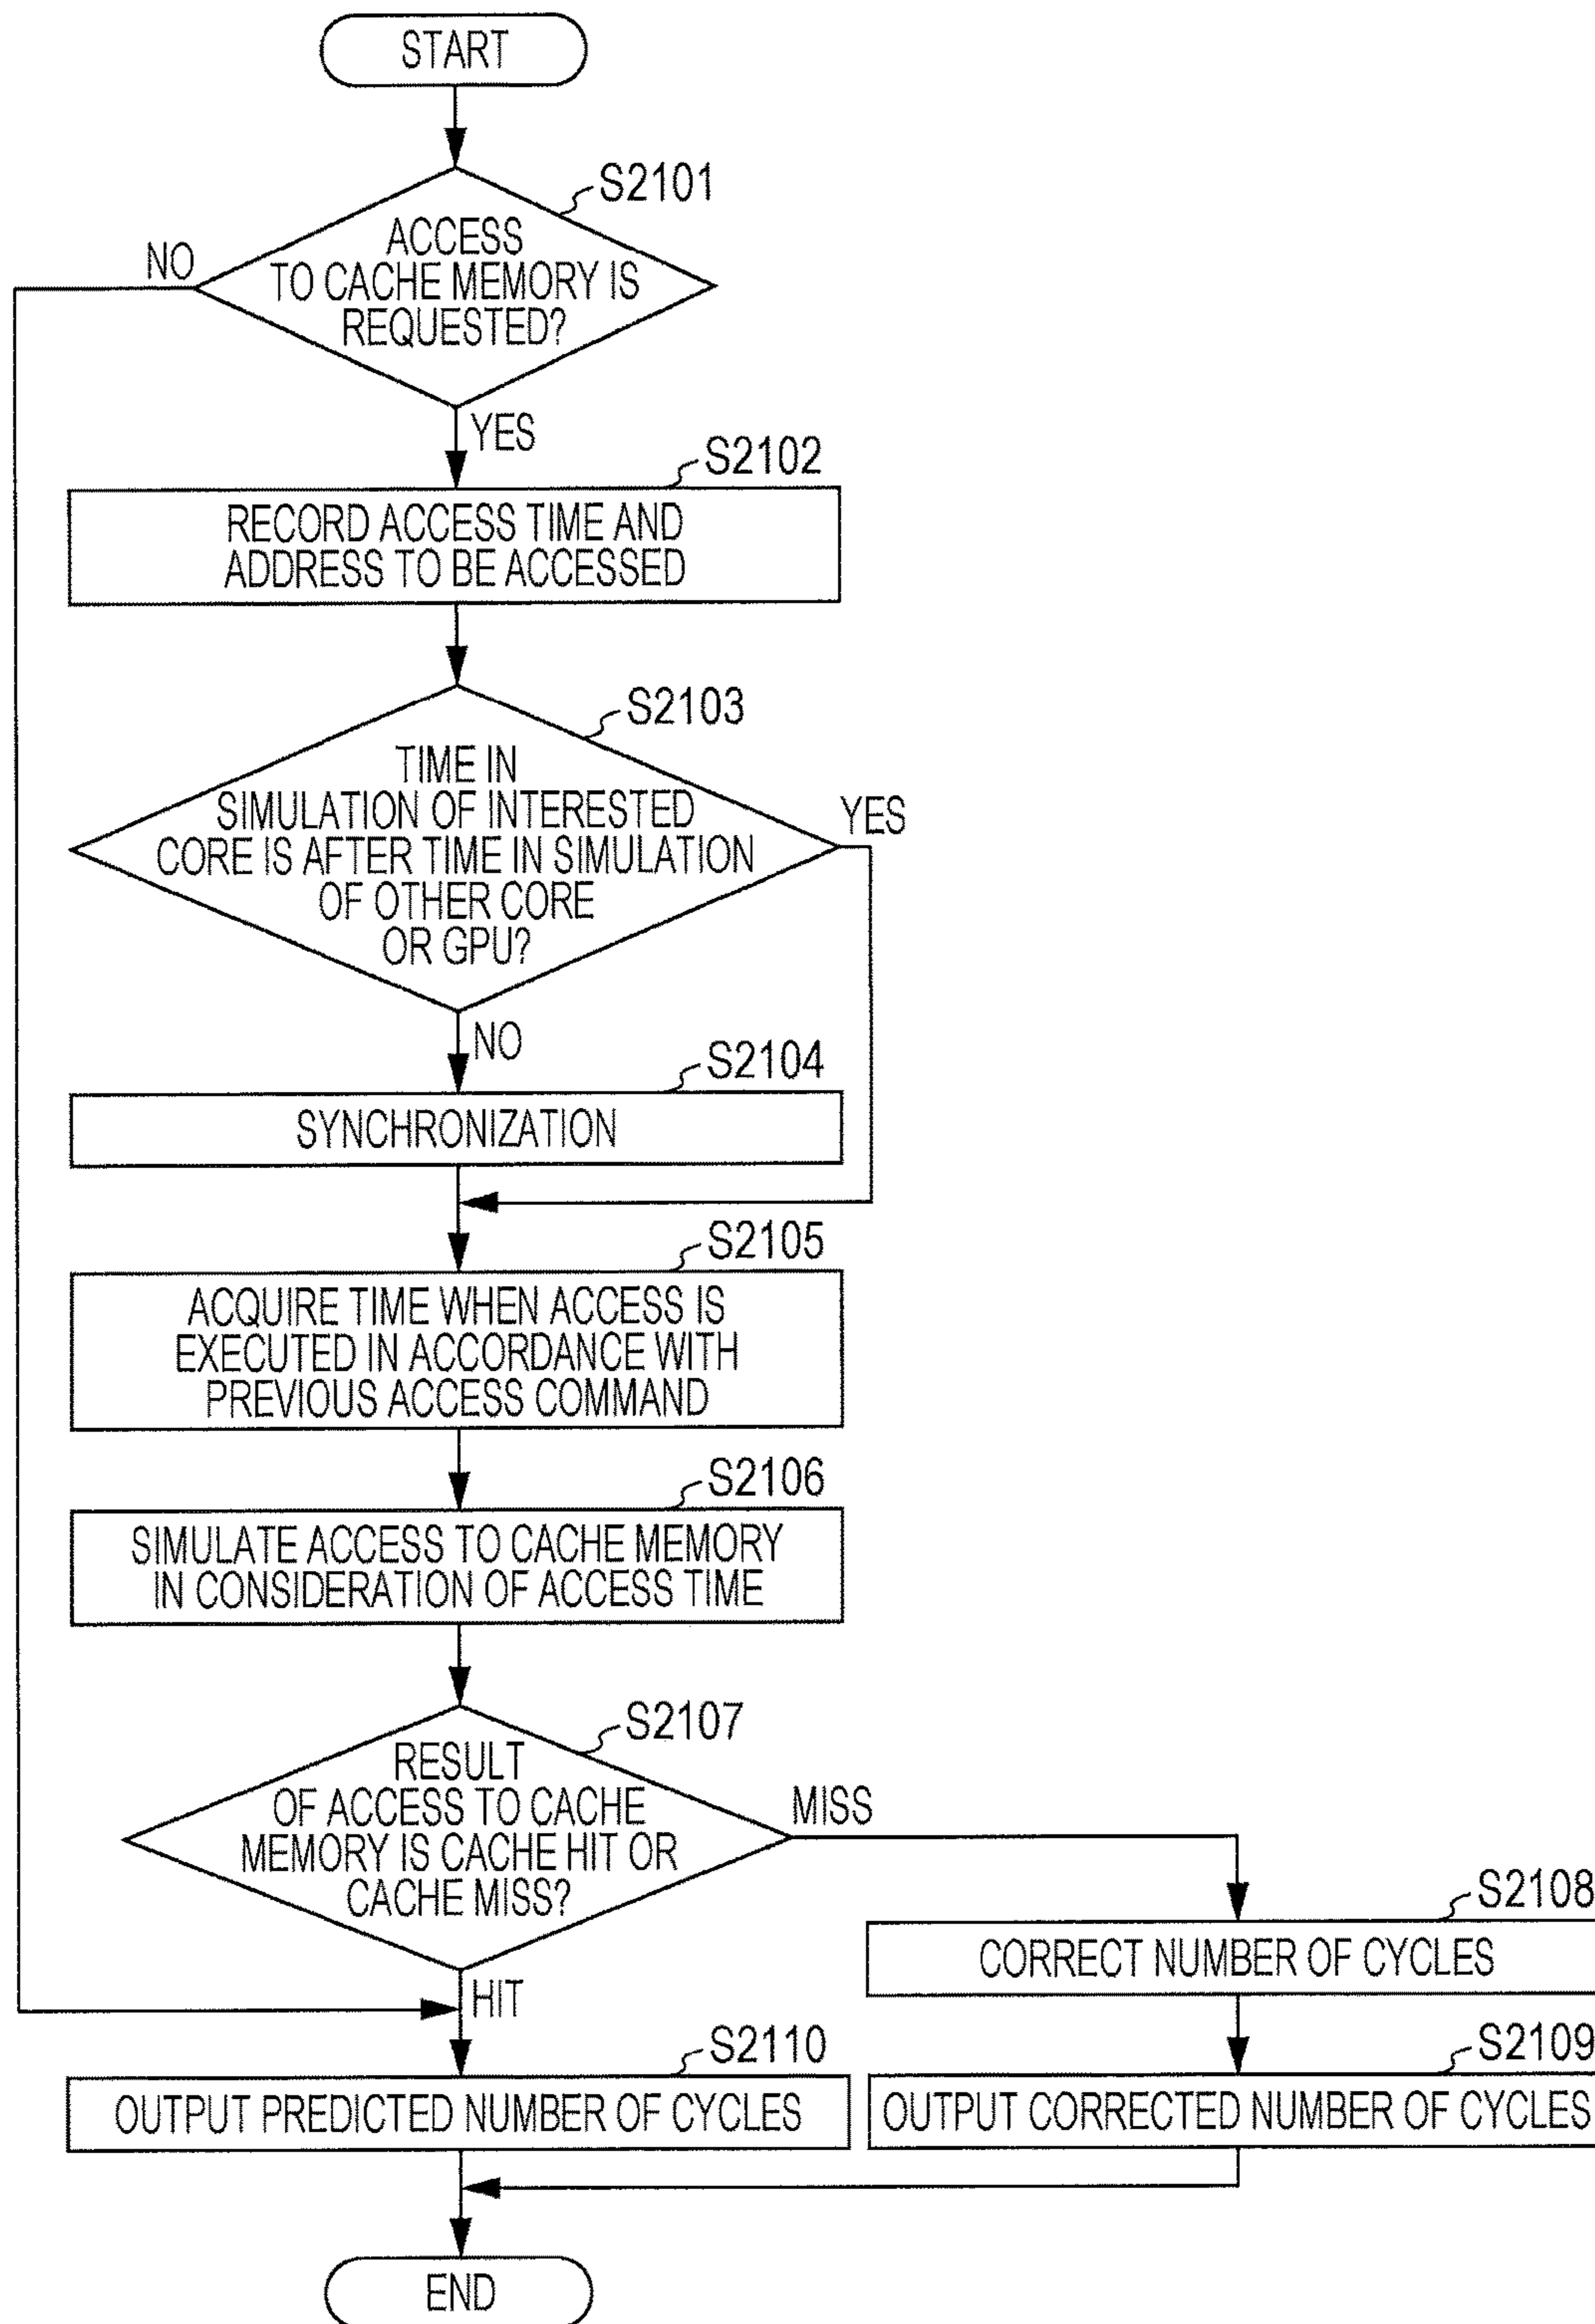 START
S2101
ACCESS
TO CACHE MEMORY IS
REQUESTED?
NO
YES
S2102
RECORD ACCESS TIME AND
ADDRESS TO BE ACCESSED
S2103
TIME IN
SIMULATION OF INTERESTED
CORE IS AFTER TIME IN SIMULATION
OF OTHER CORE
OR GPU?
YES
NO
S2104
SYNCHRONIZATION
S2105
ACQUIRE TIME WHEN ACCESS IS
EXECUTED IN ACCORDANCE WITH
PREVIOUS ACCESS COMMAND
S2106
SIMULATE ACCESS TO CACHE MEMORY
IN CONSIDERATION OF ACCESS TIME
S2107
RESULT
OF ACCESS TO CACHE
MEMORY IS CACHE HIT OR
CACHE MISS?
MISS
S2108
CORRECT NUMBER OF CYCLES
HIT
S2110
OUTPUT PREDICTED NUMBER OF CYCLES
S2109
OUTPUT CORRECTED NUMBER OF CYCLES
END